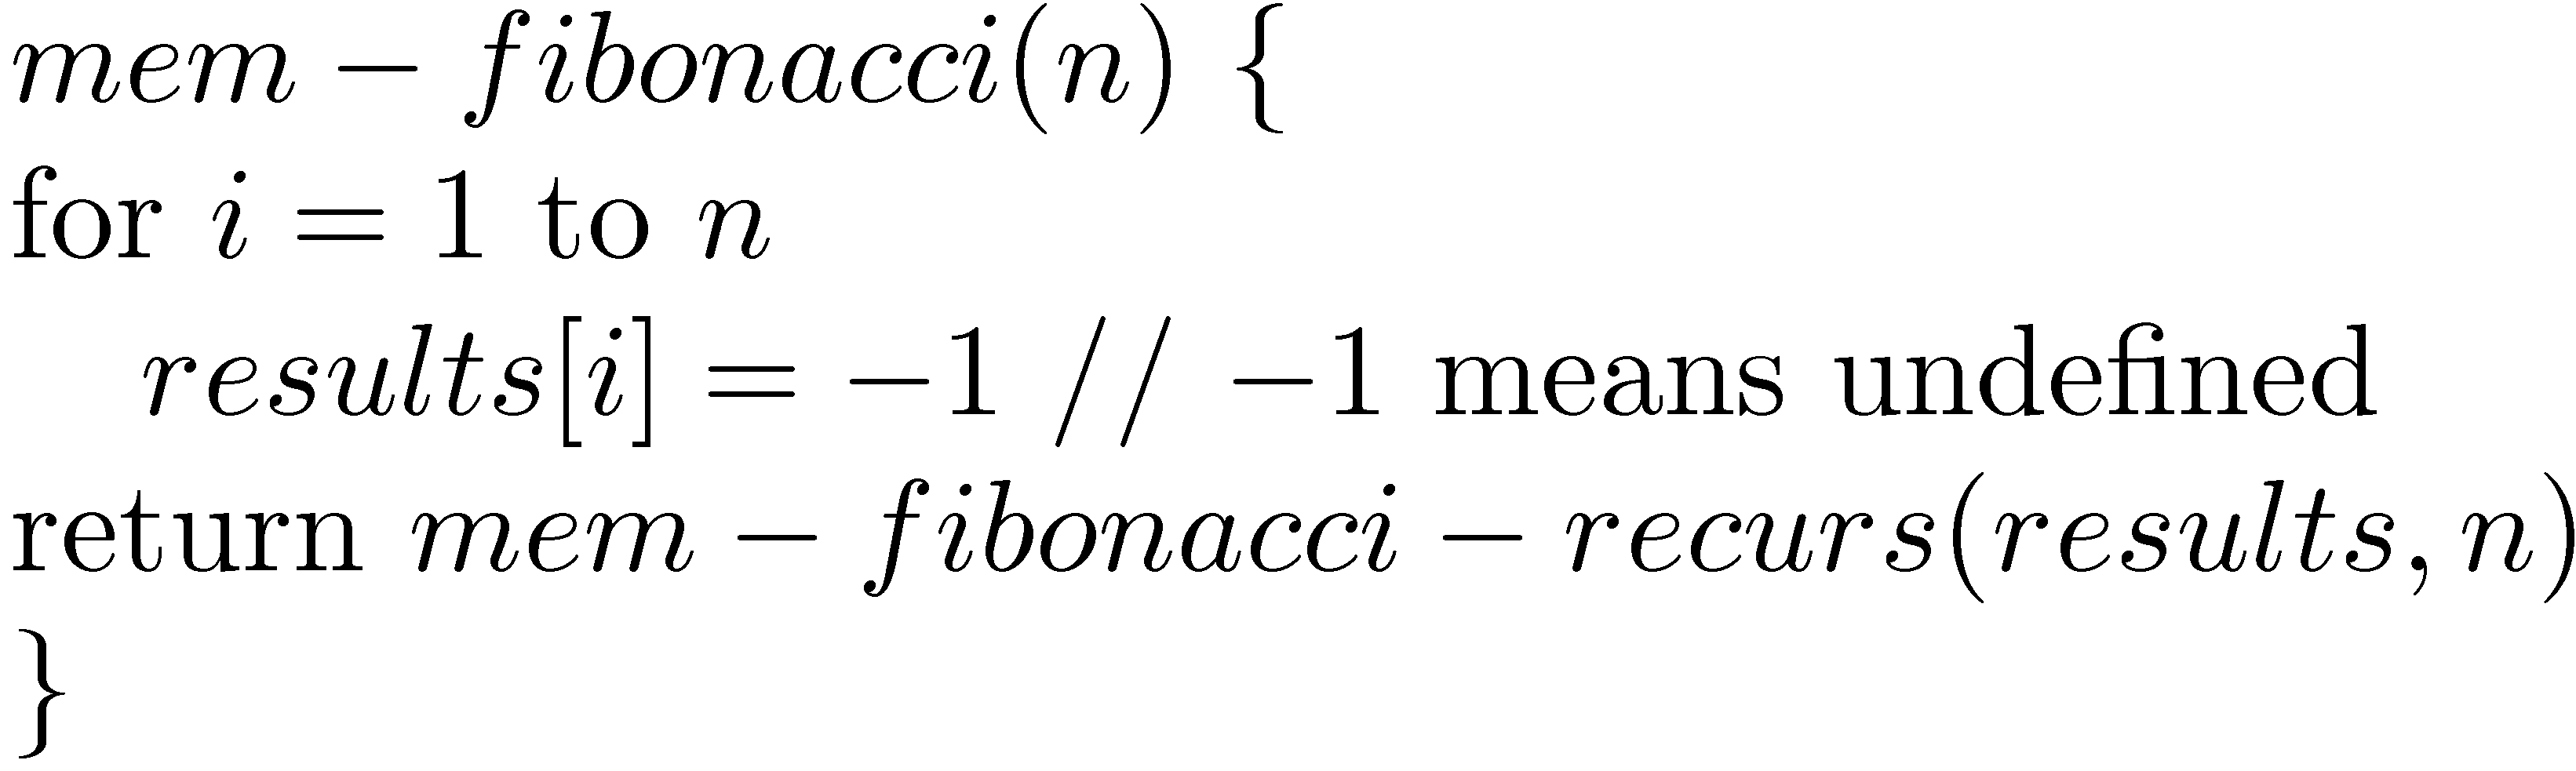 mem − fibonacci(n) {
for i = 1 to n
results[i] = −1 // −1 means undefined
return mem − fibonacci − recurs(results, n)
}